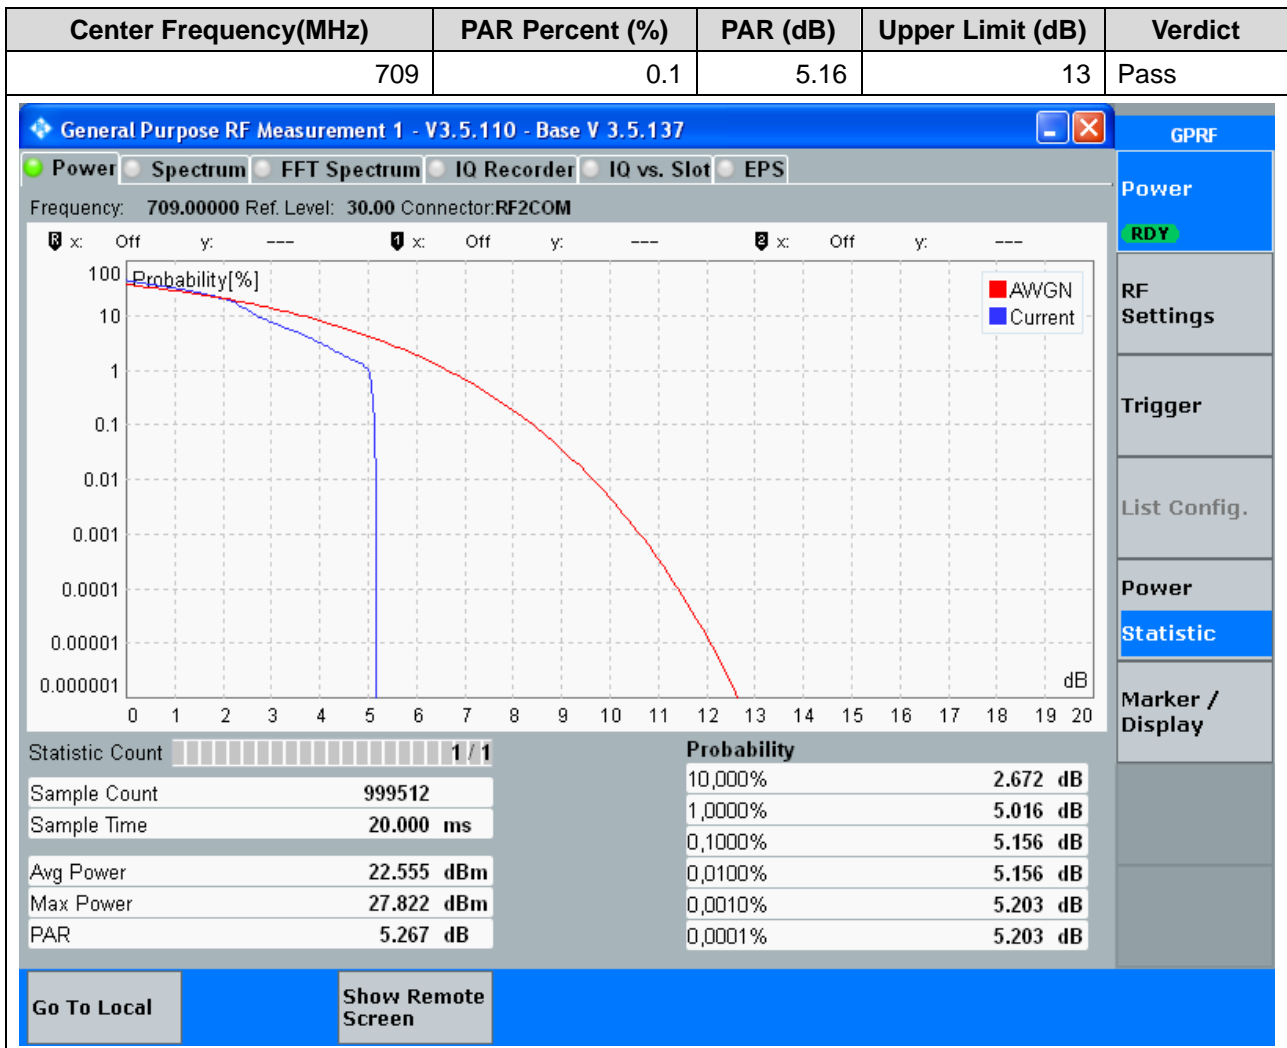 Center Frequency(MHz) PAR Percent (%) PAR (dB) Upper Limit (dB) Verdict
709 0.1 5.16 13 Pass
General Purpose RF Measurement 1 - V3.5.110 - Base V 3.5.137
GPRF
Power Spectrum FFT Spectrum IQ Recorder IQ vs. Slot EPS
Power
RDY
Frequency: 709.00000 Ref. Level: 30.00 Connector:RF2COM
R x: Off y: --- 1 x: Off y: --- 2 x: Off y: ---
Probability[%]
AWGN
Current
100
10
1
0.1
0.01
0.001
0.0001
0.00001
0.000001
dB
0 1 2 3 4 5 6 7 8 9 10 11 12 13 14 15 16 17 18 19 20
RF
Settings
Trigger
List Config.
Power
Statistic
Marker /
Display
Statistic Count 1 / 1
Sample Count 999512
Sample Time 20.000 ms
Avg Power 22.555 dBm
Max Power 27.822 dBm
PAR 5.267 dB
Probability
10,000% 2.672 dB
1,0000% 5.016 dB
0,1000% 5.156 dB
0,0100% 5.156 dB
0,0010% 5.203 dB
0,0001% 5.203 dB
Go To Local
Show Remote
Screen